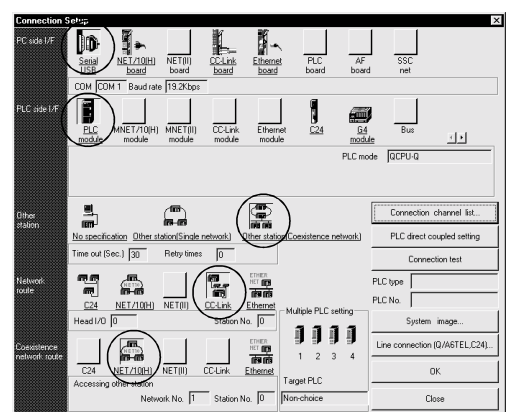 Connection Setup
PC side I/F
Serial USB
NET/10(H) board
NET(II) board
CC-Link board
Ethernet board
PLC board
AF board
SSC net
COM COM 1 Baud rate 19.2Kbps
PLC side I/F
PLC module
MNET/10(H) module
MNET(II) module
CC-Link module
Ethernet module
C24
G4 module
Bus
PLC mode QCPU-Q
Other station
No specification
Other station(Single network)
Other station(Coexistence network)
Time out (Sec.) 30 Retry times 0
Connection channel list...
PLC direct coupled setting
Connection test
PLC type
PLC No.
System image...
Line connection (Q/A6TEL,C24)...
OK
Close
Network route
C24
NET/10(H)
NET(II)
CC-Link
Ethernet
Head I/O 0 Station No. 0
Multiple PLC setting
1 2 3 4
Target PLC
Non-choice
Coexistence network route
C24
NET/10(H)
NET(II)
CC-Link
Ethernet
Accessing other station
Network No. 1 Station No. 0